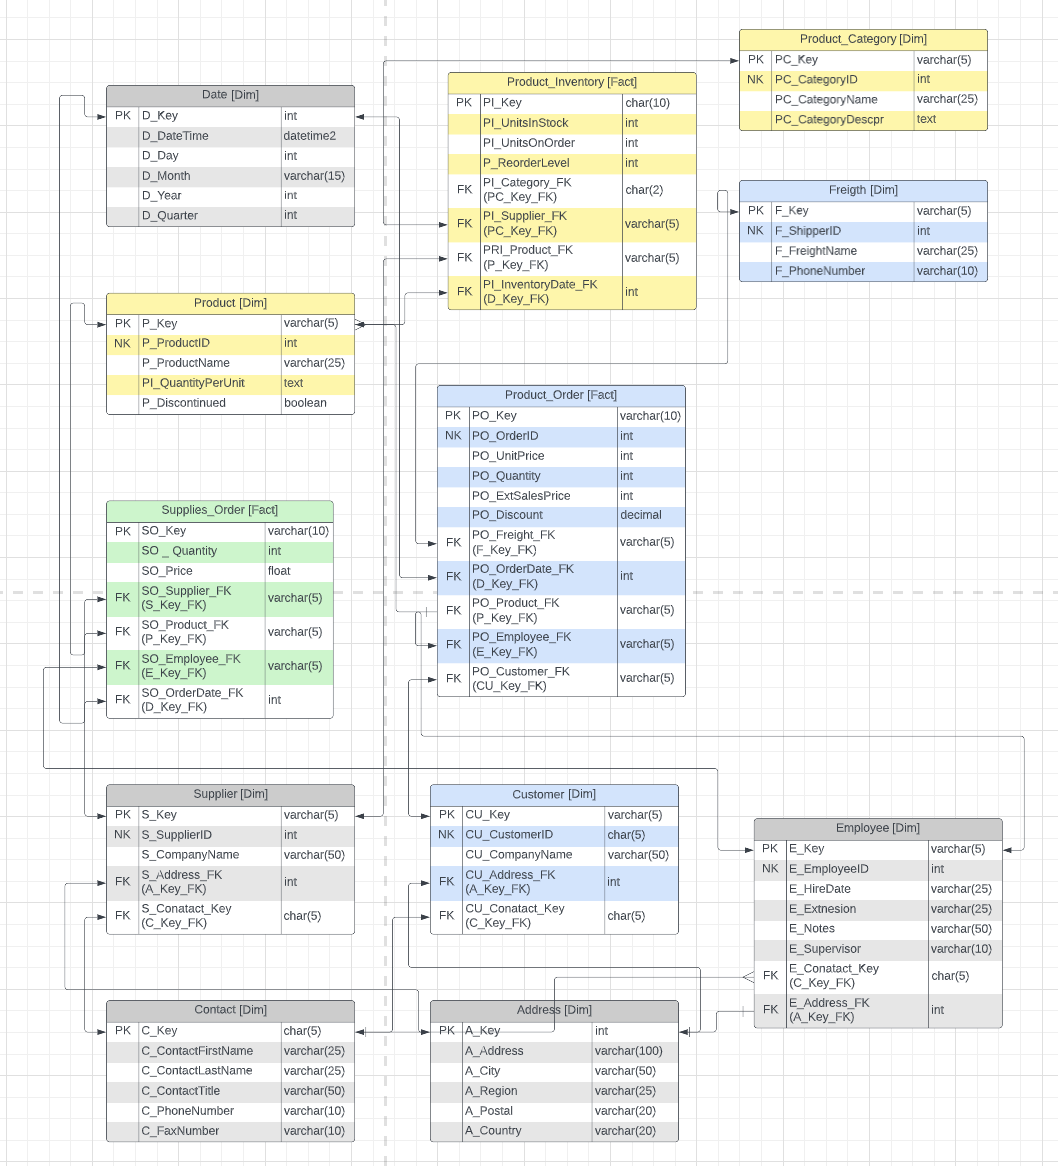 Product_Category [Dim]
PK PC_Key varchar(5)
NK PC_CategoryID int
PC_CategoryName varchar(25)
PC_CategoryDescpr text
Product_Inventory [Fact]
PK PI_Key char(10)
PI_UnitsInStock int
PI_UnitsOnOrder int
P_ReorderLevel int
FK PI_Category_FK char(2)
(PC_Key_FK)
FK PI_Supplier_FK varchar(5)
(PC_Key_FK)
FK PRI_Product_FK varchar(5)
(P_Key_FK)
FK PI_InventoryDate_FK int
(D_Key_FK)
Date [Dim]
PK D_Key int
D_DateTime datetime2
D_Day int
D_Month varchar(15)
D_Year int
D_Quarter int
Freigth [Dim]
PK F_Key varchar(5)
NK F_ShipperID int
F_FreightName varchar(25)
F_PhoneNumber varchar(10)
Product [Dim]
PK P_Key varchar(5)
NK P_ProductID int
P_ProductName varchar(25)
PI_QuantityPerUnit text
P_Discontinued boolean
Product_Order [Fact]
PK PO_Key varchar(10)
NK PO_OrderID int
PO_UnitPrice int
PO_Quantity int
PO_ExtSalesPrice int
PO_Discount decimal
FK PO_Freight_FK varchar(5)
(F_Key_FK)
FK PO_OrderDate_FK int
(D_Key_FK)
FK PO_Product_FK varchar(5)
(P_Key_FK)
FK PO_Employee_FK varchar(5)
(E_Key_FK)
FK PO_Customer_FK varchar(5)
(CU_Key_FK)
Supplies_Order [Fact]
PK SO_Key varchar(10)
SO _ Quantity int
SO_Price float
FK SO_Supplier_FK varchar(5)
(S_Key_FK)
FK SO_Product_FK varchar(5)
(P_Key_FK)
FK SO_Employee_FK varchar(5)
(E_Key_FK)
FK SO_OrderDate_FK int
(D_Key_FK)
Supplier [Dim]
PK S_Key varchar(5)
NK S_SupplierID int
S_CompanyName varchar(50)
FK S_Address_FK int
(A_Key_FK)
FK S_Conatact_Key char(5)
(C_Key_FK)
Customer [Dim]
PK CU_Key varchar(5)
NK CU_CustomerID char(5)
CU_CompanyName varchar(50)
FK CU_Address_FK int
(A_Key_FK)
FK CU_Conatact_Key char(5)
(C_Key_FK)
Employee [Dim]
PK E_Key varchar(5)
NK E_EmployeeID int
E_HireDate varchar(25)
E_Extnesion varchar(25)
E_Notes varchar(50)
E_Supervisor varchar(10)
FK E_Conatact_Key char(5)
(C_Key_FK)
FK E_Address_FK int
(A_Key_FK)
Contact [Dim]
PK C_Key char(5)
C_ContactFirstName varchar(25)
C_ContactLastName varchar(25)
C_ContactTitle varchar(50)
C_PhoneNumber varchar(10)
C_FaxNumber varchar(10)
Address [Dim]
PK A_Key int
A_Address varchar(100)
A_City varchar(50)
A_Region varchar(25)
A_Postal varchar(20)
A_Country varchar(20)